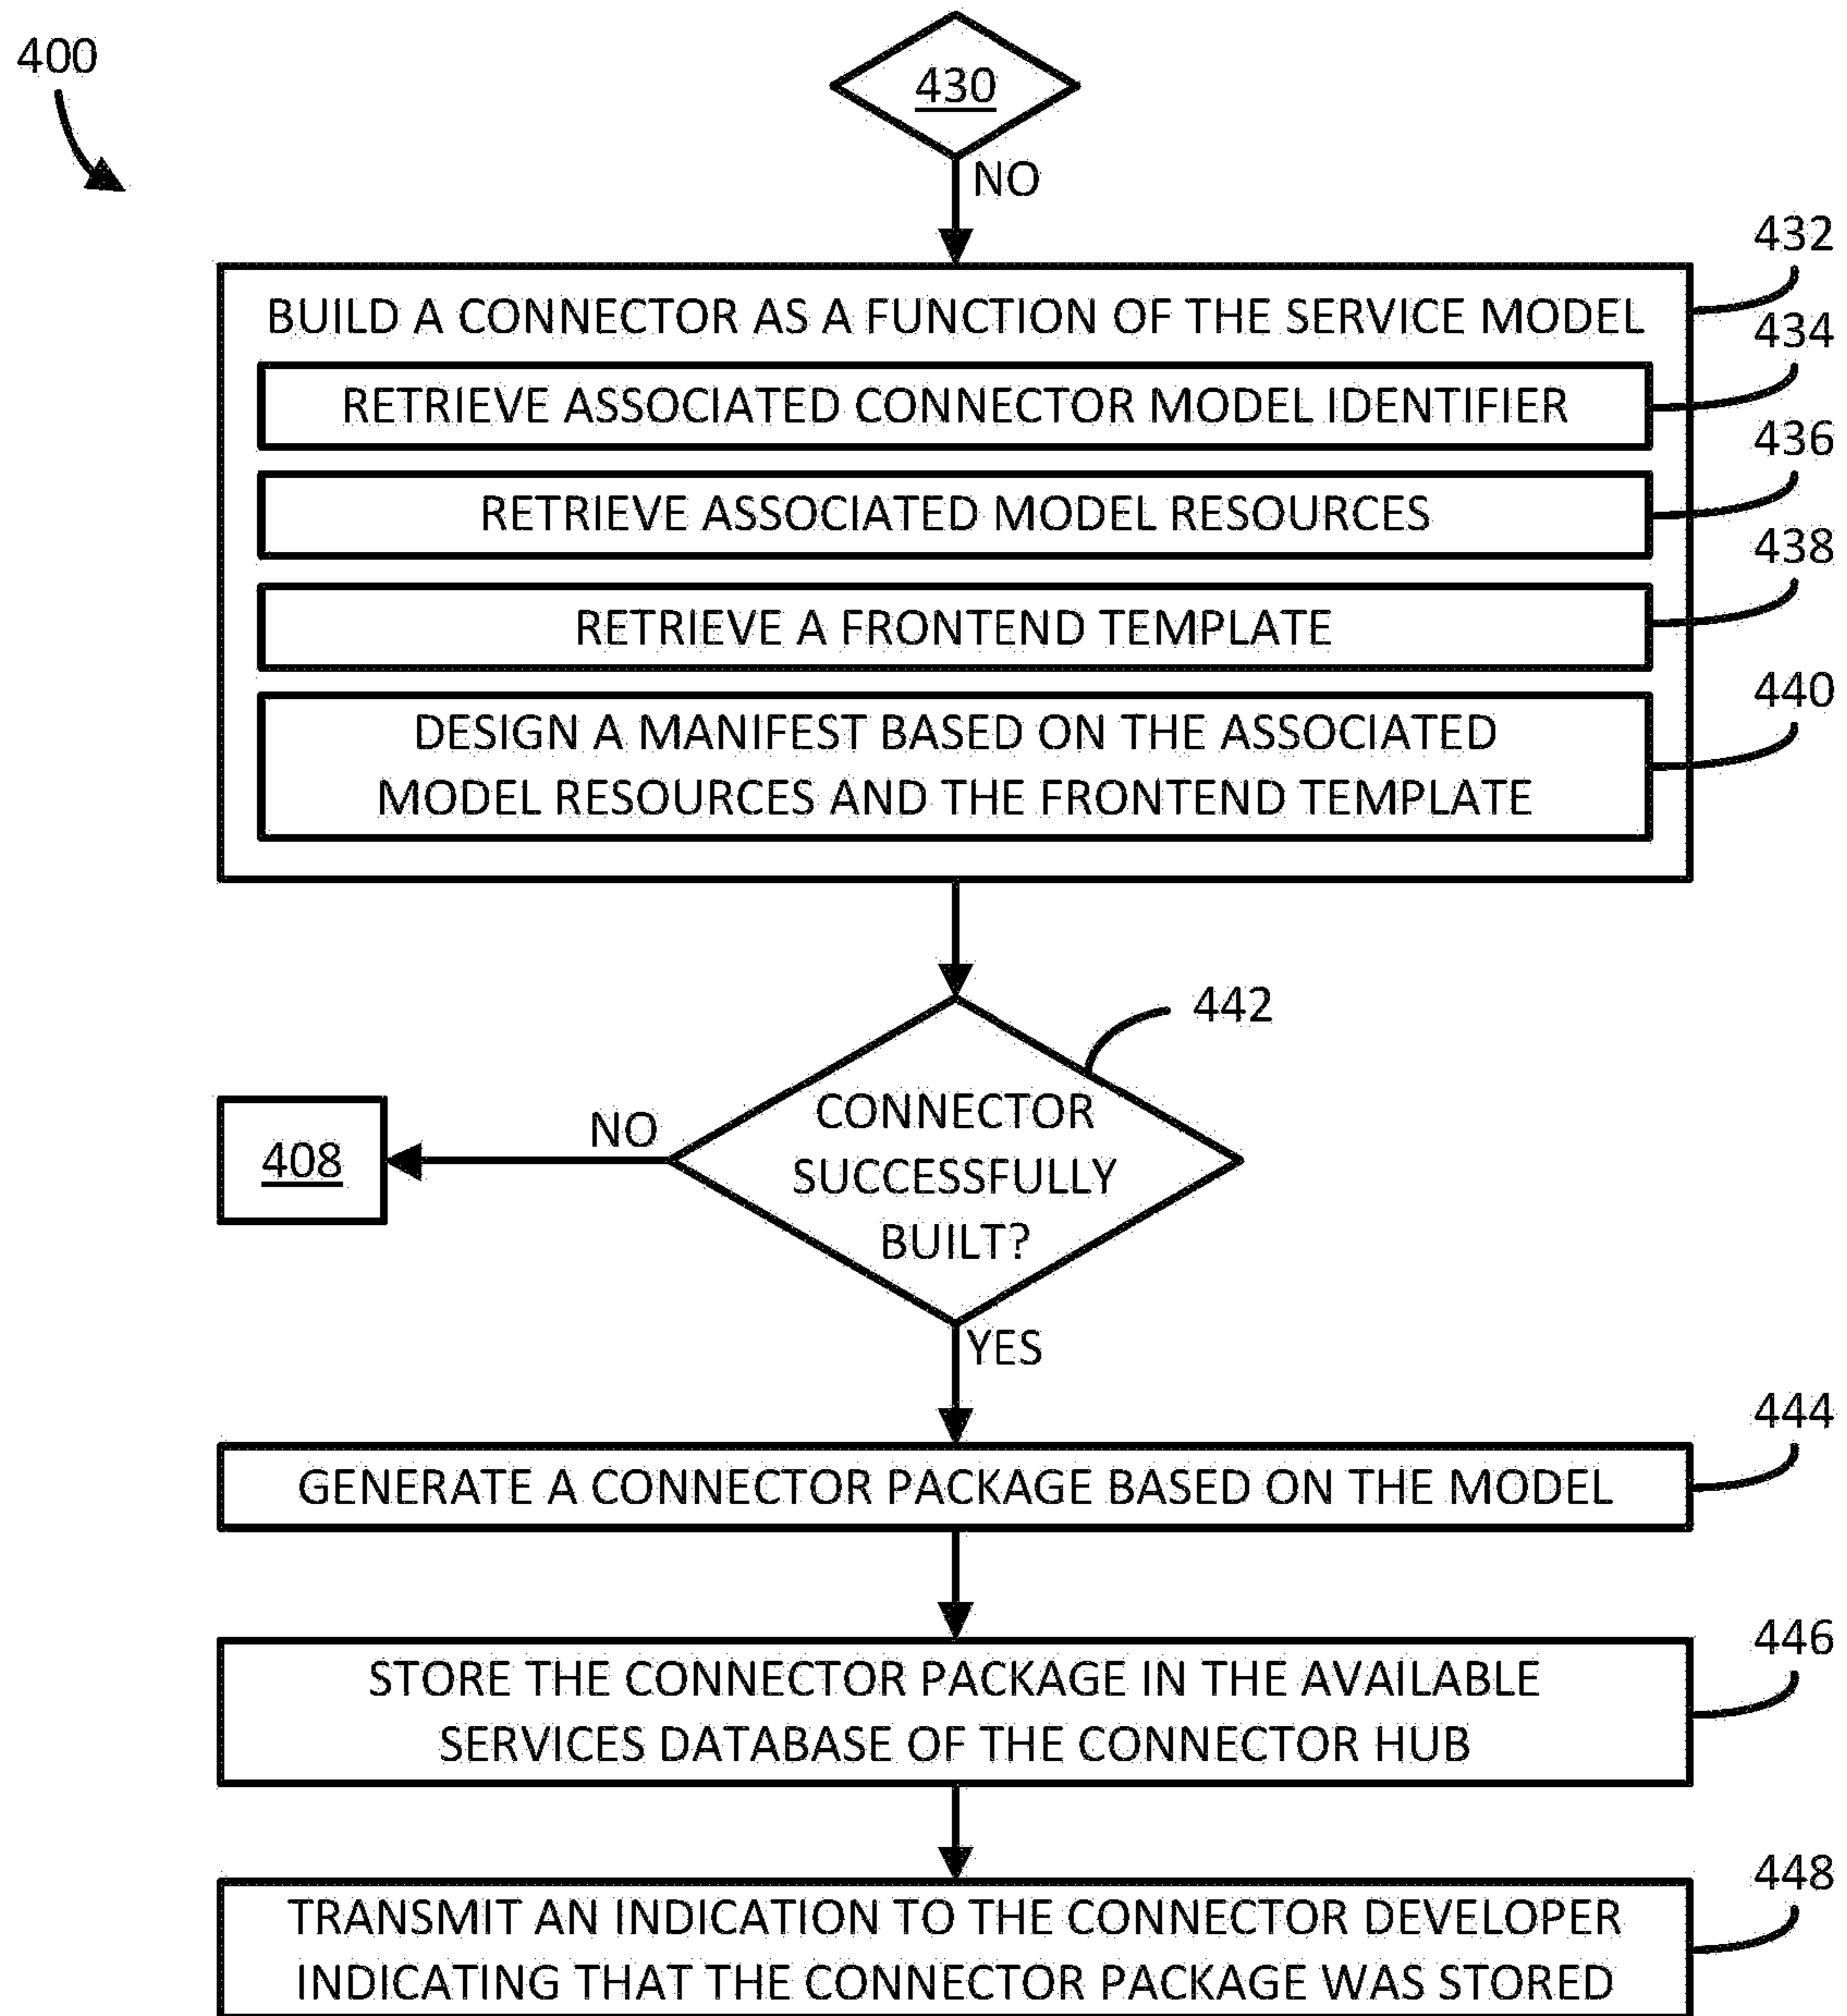 400
430
NO
432
BUILD A CONNECTOR AS A FUNCTION OF THE SERVICE MODEL
434
RETRIEVE ASSOCIATED CONNECTOR MODEL IDENTIFIER
436
RETRIEVE ASSOCIATED MODEL RESOURCES
438
RETRIEVE A FRONTEND TEMPLATE
440
DESIGN A MANIFEST BASED ON THE ASSOCIATED
MODEL RESOURCES AND THE FRONTEND TEMPLATE
442
CONNECTOR
SUCCESSFULLY
BUILT?
NO
408
YES
444
GENERATE A CONNECTOR PACKAGE BASED ON THE MODEL
446
STORE THE CONNECTOR PACKAGE IN THE AVAILABLE
SERVICES DATABASE OF THE CONNECTOR HUB
448
TRANSMIT AN INDICATION TO THE CONNECTOR DEVELOPER
INDICATING THAT THE CONNECTOR PACKAGE WAS STORED